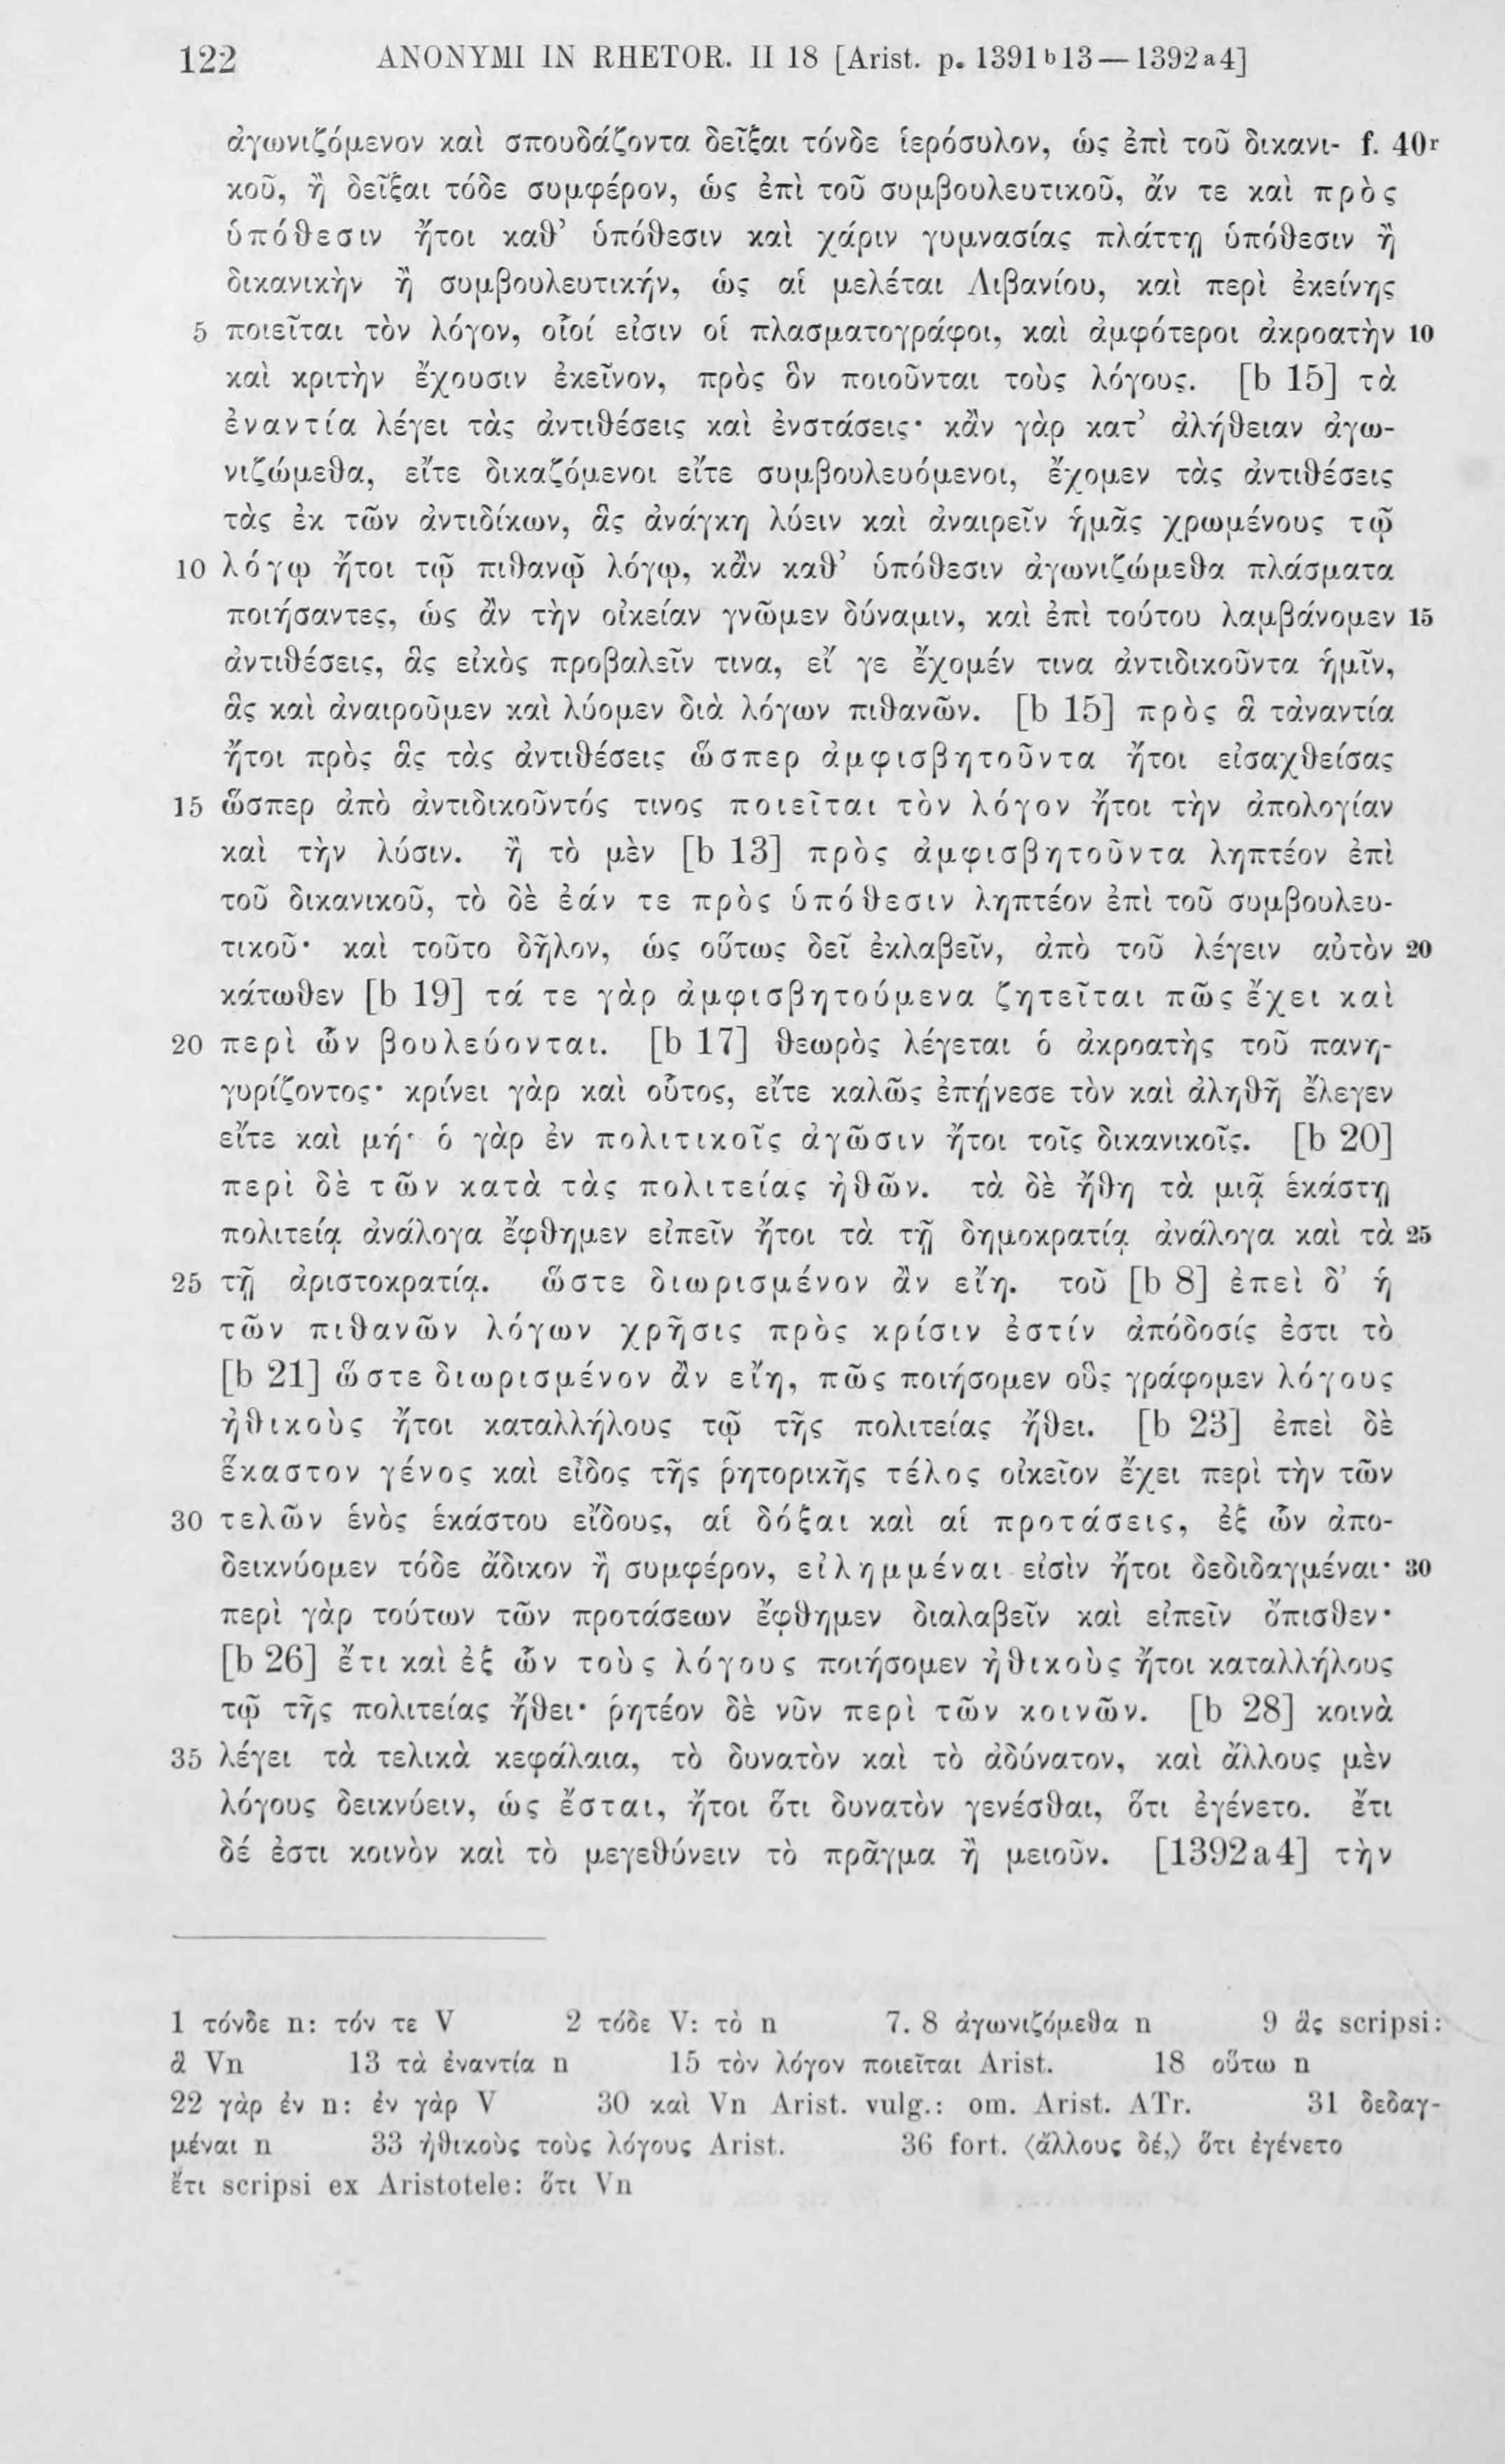 122 ANONYMI IN RHETOR. II 18 [Arist. p. 1391b13—1392a4]
ἀγωνιζόμενον καὶ σπουδάζοντα δεῖξαι τόνδε ἱερόσυλον, ὡς ἐπὶ τοῦ δικανι- f. 40r
κοῦ, ἢ δεῖξαι τόδε συμφέρον, ὡς ἐπὶ τοῦ συμβουλευτικοῦ, ἄν τε καὶ πρὸς
ὑπόθεσιν ἤτοι καθ’ ὑπόθεσιν καὶ χάριν γυμνασίας πλάττῃ ὑπόθεσιν ἢ
δικανικὴν ἢ συμβουλευτικήν, ὡς αἱ μελέται Λιβανίου, καὶ περὶ ἐκείνης
5 ποιεῖται τὸν λόγον, οἷοί εἰσιν οἱ πλασματογράφοι, καὶ ἀμφότεροι ἀκροατὴν 10
καὶ κριτὴν ἔχουσιν ἐκεῖνον, πρὸς ὃν ποιοῦνται τοὺς λόγους. [b 15] τὰ
ἐναντία λέγει τὰς ἀντιθέσεις καὶ ἐνστάσεις· κἂν γὰρ κατ’ ἀλήθειαν ἀγω-
νιζώμεθα, εἴτε δικαζόμενοι εἴτε συμβουλευόμενοι, ἔχομεν τὰς ἀντιθέσεις
τὰς ἐκ τῶν ἀντιδίκων, ἃς ἀνάγκη λύειν καὶ ἀναιρεῖν ἡμᾶς χρωμένους τῷ
10 λόγῳ ἤτοι τῷ πιθανῷ λόγῳ, κἂν καθ’ ὑπόθεσιν ἀγωνιζώμεθα πλάσματα
ποιήσαντες, ὡς ἂν τὴν οἰκείαν γνῶμεν δύναμιν, καὶ ἐπὶ τούτου λαμβάνομεν 15
ἀντιθέσεις, ἃς εἰκὸς προβαλεῖν τινα, εἴ γε ἔχομέν τινα ἀντιδικοῦντα ἡμῖν,
ἃς καὶ ἀναιροῦμεν καὶ λύομεν διὰ λόγων πιθανῶν. [b 15] πρὸς ἃ τἀναντία
ἤτοι πρὸς ἃς τὰς ἀντιθέσεις ὥσπερ ἀμφισβητοῦντα ἤτοι εἰσαχθείσας
15 ὥσπερ ἀπὸ ἀντιδικοῦντός τινος ποιεῖται τὸν λόγον ἤτοι τὴν ἀπολογίαν
καὶ τὴν λύσιν. ἢ τὸ μὲν [b 13] πρὸς ἀμφισβητοῦντα ληπτέον ἐπὶ
τοῦ δικανικοῦ, τὸ δὲ ἐάν τε πρὸς ὑπόθεσιν ληπτέον ἐπὶ τοῦ συμβουλευ-
τικοῦ· καὶ τοῦτο δῆλον, ὡς οὕτως δεῖ ἐκλαβεῖν, ἀπὸ τοῦ λέγειν αὐτὸν 20
κάτωθεν [b 19] τά τε γὰρ ἀμφισβητούμενα ζητεῖται πῶς ἔχει καὶ
20 περὶ ὧν βουλεύονται. [b 17] θεωρὸς λέγεται ὁ ἀκροατὴς τοῦ πανη-
γυρίζοντος· κρίνει γὰρ καὶ οὗτος, εἴτε καλῶς ἐπῄνεσε τὸν καὶ ἀληθῆ ἔλεγεν
εἴτε καὶ μή· ὁ γὰρ ἐν πολιτικοῖς ἀγῶσιν ἤτοι τοῖς δικανικοῖς. [b 20]
περὶ δὲ τῶν κατὰ τὰς πολιτείας ἠθῶν. τὰ δὲ ἤθη τὰ μιᾷ ἑκάστῃ
πολιτείᾳ ἀνάλογα ἔφθημεν εἰπεῖν ἤτοι τὰ τῇ δημοκρατίᾳ ἀνάλογα καὶ τὰ 25
25 τῇ ἀριστοκρατίᾳ. ὥστε διωρισμένον ἂν εἴη. τοῦ [b 8] ἐπεὶ δ’ ἡ
τῶν πιθανῶν λόγων χρῆσις πρὸς κρίσιν ἐστίν ἀπόδοσίς ἐστι τὸ
[b 21] ὥστε διωρισμένον ἂν εἴη, πῶς ποιήσομεν οὓς γράφομεν λόγους
ἠθικοὺς ἤτοι καταλλήλους τῷ τῆς πολιτείας ἤθει. [b 23] ἐπεὶ δὲ
ἕκαστον γένος καὶ εἶδος τῆς ῥητορικῆς τέλος οἰκεῖον ἔχει περὶ τὴν τῶν
30 τελῶν ἑνὸς ἑκάστου εἴδους, αἱ δόξαι καὶ αἱ προτάσεις, ἐξ ὧν ἀπο-
δεικνύομεν τόδε ἄδικον ἢ συμφέρον, εἰλημμέναι εἰσὶν ἤτοι δεδιδαγμέναι· 30
περὶ γὰρ τούτων τῶν προτάσεων ἔφθημεν διαλαβεῖν καὶ εἰπεῖν ὄπισθεν·
[b 26] ἔτι καὶ ἐξ ὧν τοὺς λόγους ποιήσομεν ἠθικοὺς ἤτοι καταλλήλους
τῷ τῆς πολιτείας ἤθει· ῥητέον δὲ νῦν περὶ τῶν κοινῶν. [b 28] κοινὰ
35 λέγει τὰ τελικὰ κεφάλαια, τὸ δυνατὸν καὶ τὸ ἀδύνατον, καὶ ἄλλους μὲν
λόγους δεικνύειν, ὡς ἔσται, ἤτοι ὅτι δυνατὸν γενέσθαι, ὅτι ἐγένετο. ἔτι
δέ ἐστι κοινὸν καὶ τὸ μεγεθύνειν τὸ πρᾶγμα ἢ μειοῦν. [1392a4] τὴν
1 τόνδε n: τόν τε V 2 τόδε V: τὸ n 7. 8 ἀγωνιζόμεθα n 9 ἃς scripsi:
ἃ Vn 13 τὰ ἐναντία n 15 τὸν λόγον ποιεῖται Arist. 18 οὕτω n
22 γὰρ ἐν n: ἐν γὰρ V 30 καὶ Vn Arist. vulg.: om. Arist. ATr. 31 δεδαγ-
μέναι n 33 ἠθικοὺς τοὺς λόγους Arist. 36 fort. ⟨ἄλλους δέ,⟩ ὅτι ἐγένετο
ἔτι scripsi ex Aristotele: ὅτι Vn